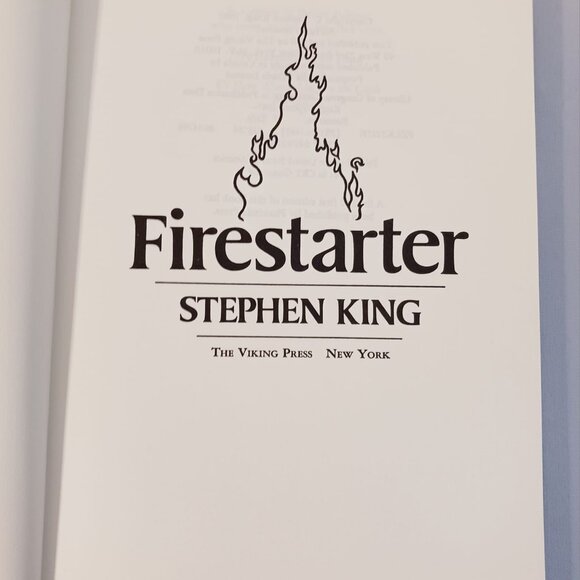 Firestarter
STEPHEN KING
THE VIKING PRESS NEW YORK